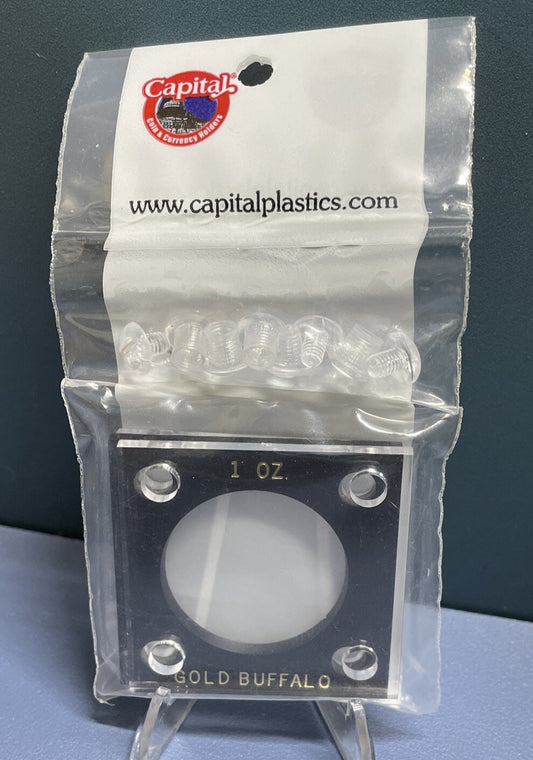 Capital®
Coin & Currency Holders
www.capitalplastics.com
1 OZ.
GOLD BUFFALO